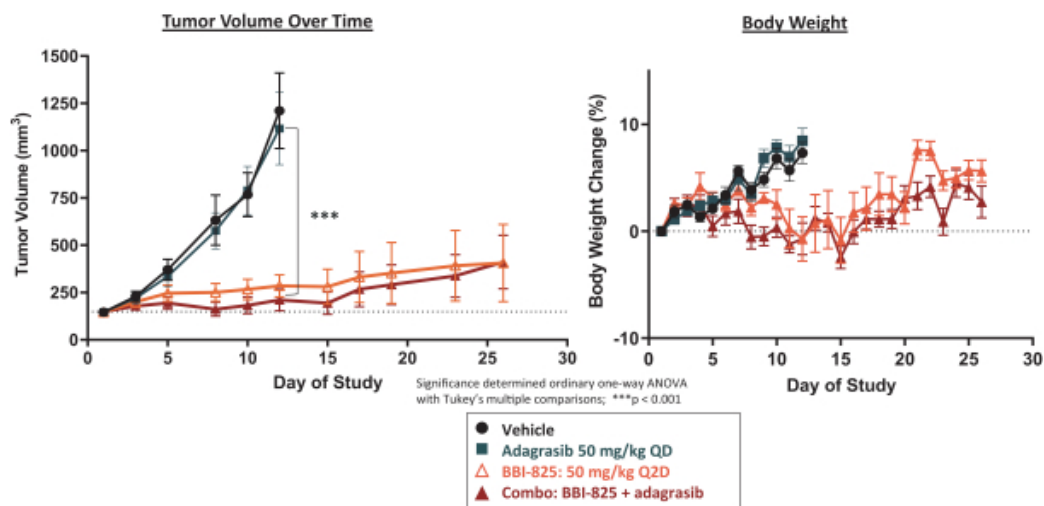 Tumor Volume Over Time
Body Weight
Tumor Volume (mm³)
1500
1250
1000
750
500
250
0
***
0
5
10
15
20
25
30
Day of Study
Body Weight Change (%)
10
0
-10
0
5
10
15
20
25
30
Day of Study
Significance determined ordinary one-way ANOVA
with Tukey's multiple comparisons; ***p < 0.001
Vehicle
Adagrasib 50 mg/kg QD
BBI-825: 50 mg/kg Q2D
Combo: BBI-825 + adagrasib